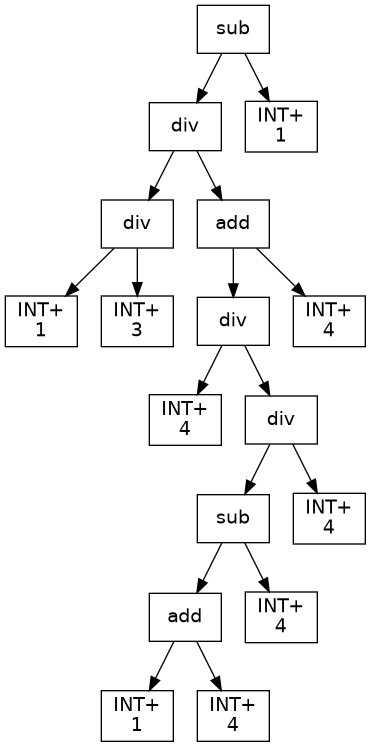 sub
div
INT+
1
div
add
INT+
1
INT+
3
div
INT+
4
INT+
4
div
sub
INT+
4
add
INT+
4
INT+
1
INT+
4